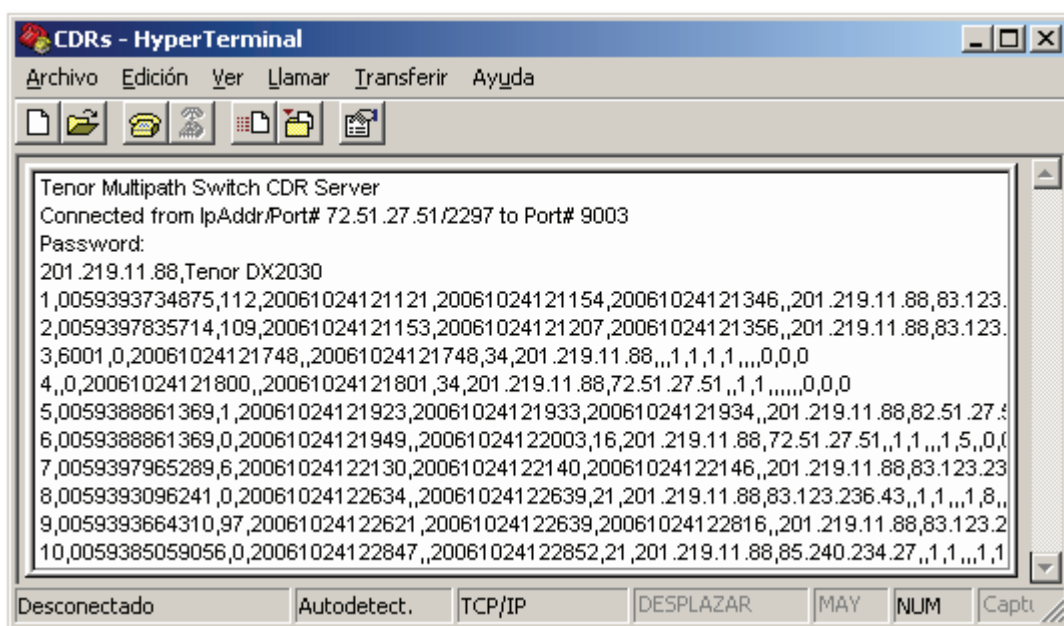 CDRs - HyperTerminal
Archivo Edición Ver Llamar Transferir Ayuda
Tenor Multipath Switch CDR Server
Connected from IpAddr/Port# 72.51.27.51/2297 to Port# 9003
Password:
201.219.11.88,Tenor DX2030
1,0059393734875,112,20061024121121,20061024121154,20061024121346,,201.219.11.88,83.123.
2,0059397835714,109,20061024121153,20061024121207,20061024121356,,201.219.11.88,83.123.
3,6001,0,20061024121748,,20061024121748,34,201.219.11.88,,,1,1,1,1,,,,0,0,0
4,,0,20061024121800,,20061024121801,34,201.219.11.88,72.51.27.51,,1,1,,,,,,0,0,0
5,0059388861369,1,20061024121923,20061024121933,20061024121934,,201.219.11.88,82.51.27.
6,0059388861369,0,20061024121949,,20061024122003,16,201.219.11.88,72.51.27.51,,1,1,,,1,5,,0,
7,0059397965289,6,20061024122130,20061024122140,20061024122146,,201.219.11.88,83.123.23
8,0059393096241,0,20061024122634,,20061024122639,21,201.219.11.88,83.123.236.43,,1,1,,,1,8,,
9,0059393664310,97,20061024122621,20061024122639,20061024122816,,201.219.11.88,83.123.2
10,0059385059056,0,20061024122847,,20061024122852,21,201.219.11.88,85.240.234.27,,1,1,,,1,1
Desconectado Autodetect. TCP/IP DESPLAZAR MAY NUM Captu